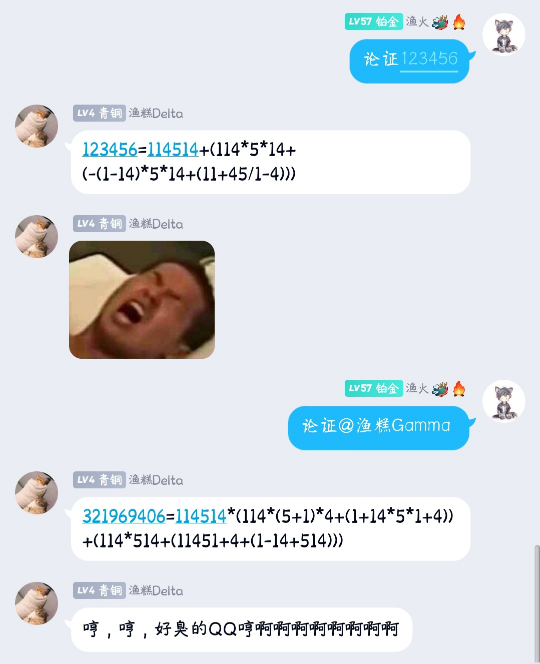 LV57 铂金 渔火
论证123456
LV4 青铜 渔糕Delta
123456=114514+(114*5*14+
(-(1-14)*5*14+(11+45/1-4)))
LV4 青铜 渔糕Delta
LV57 铂金 渔火
论证@渔糕Gamma
LV4 青铜 渔糕Delta
321969406=114514*(114*(5+1)*4+(1+14*5*1+4))
+(114*514+(11451+4+(1-14+514)))
LV4 青铜 渔糕Delta
哼，哼，好臭的QQ哼啊啊啊啊啊啊啊啊